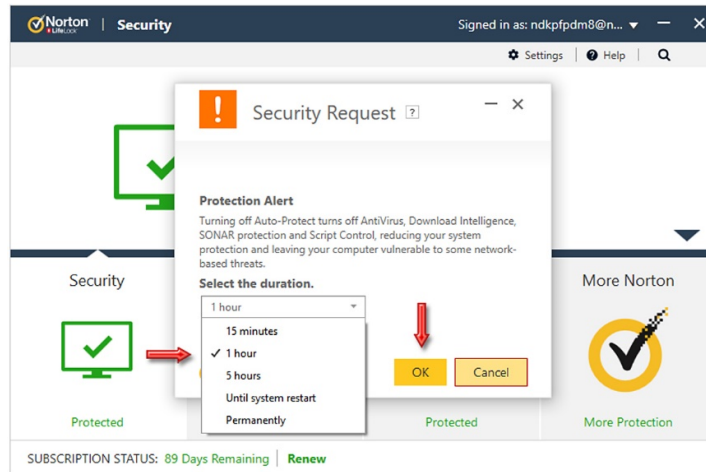 Norton
LifeLock
Security
Signed in as: ndkpfpdm8@n...
Settings
Help
Security Request ?
Protection Alert
Turning off Auto-Protect turns off AntiVirus, Download Intelligence,
SONAR protection and Script Control, reducing your system
protection and leaving your computer vulnerable to some network-
based threats.
Select the duration.
1 hour
15 minutes
1 hour
5 hours
Until system restart
Permanently
OK
Cancel
Security
More Norton
Protected
Protected
More Protection
SUBSCRIPTION STATUS: 89 Days Remaining | Renew